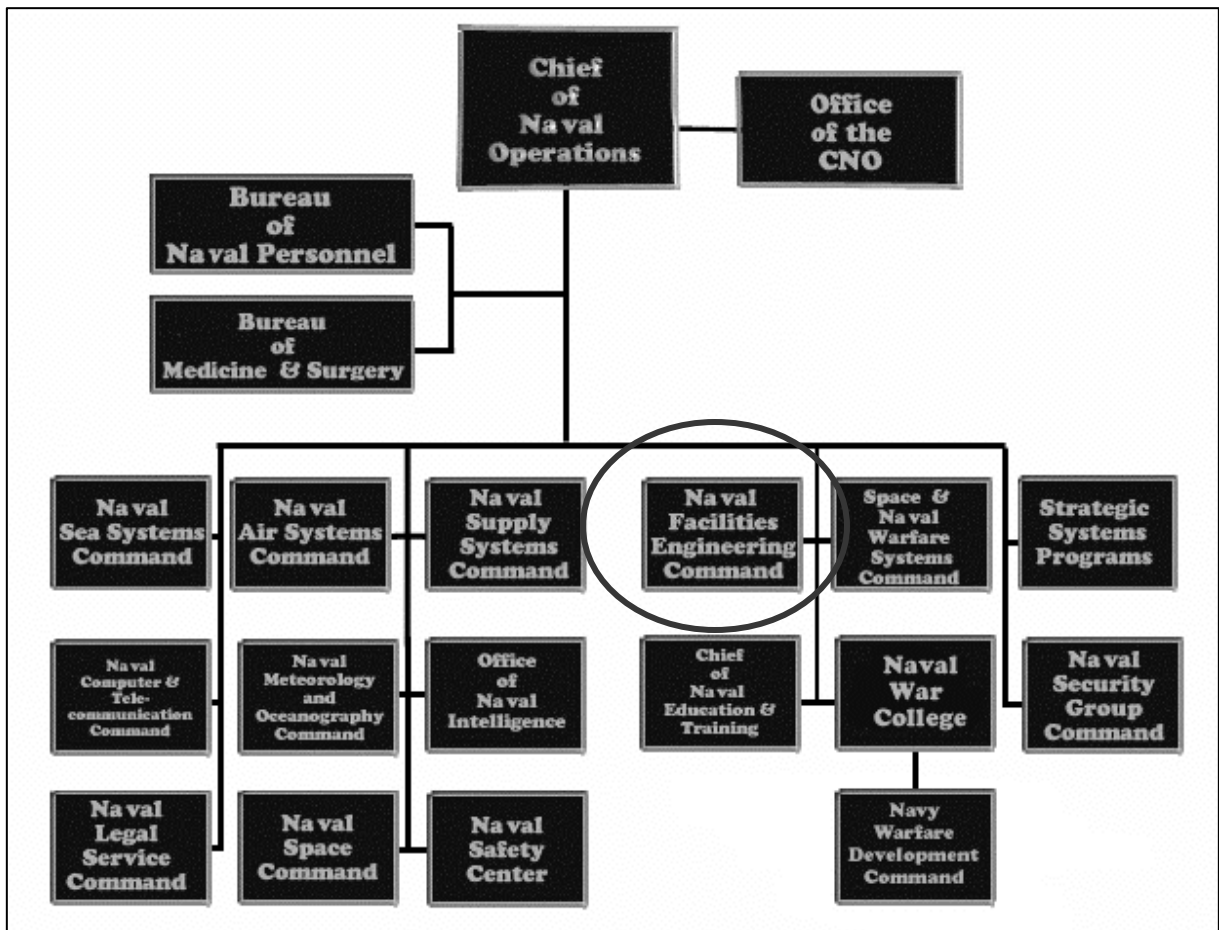 Chief
of
Naval
Operations
Office
of the
CNO
Bureau
of
Naval Personnel
Bureau
of
Medicine & Surgery
Naval
Sea Systems
Command
Naval
Air Systems
Command
Naval
Supply
Systems
Command
Naval
Facilities
Engineering
Command
Space &
Naval
Warfare
Systems
Command
Strategic
Systems
Programs
Naval
Computer &
Tele-
communication
Command
Naval
Meteorology
and
Oceanography
Command
Office
of
Naval
Intelligence
Chief
of
Naval
Education &
Training
Naval
War
College
Naval
Security
Group
Command
Naval
Legal
Service
Command
Naval
Space
Command
Naval
Safety
Center
Navy
Warfare
Development
Command